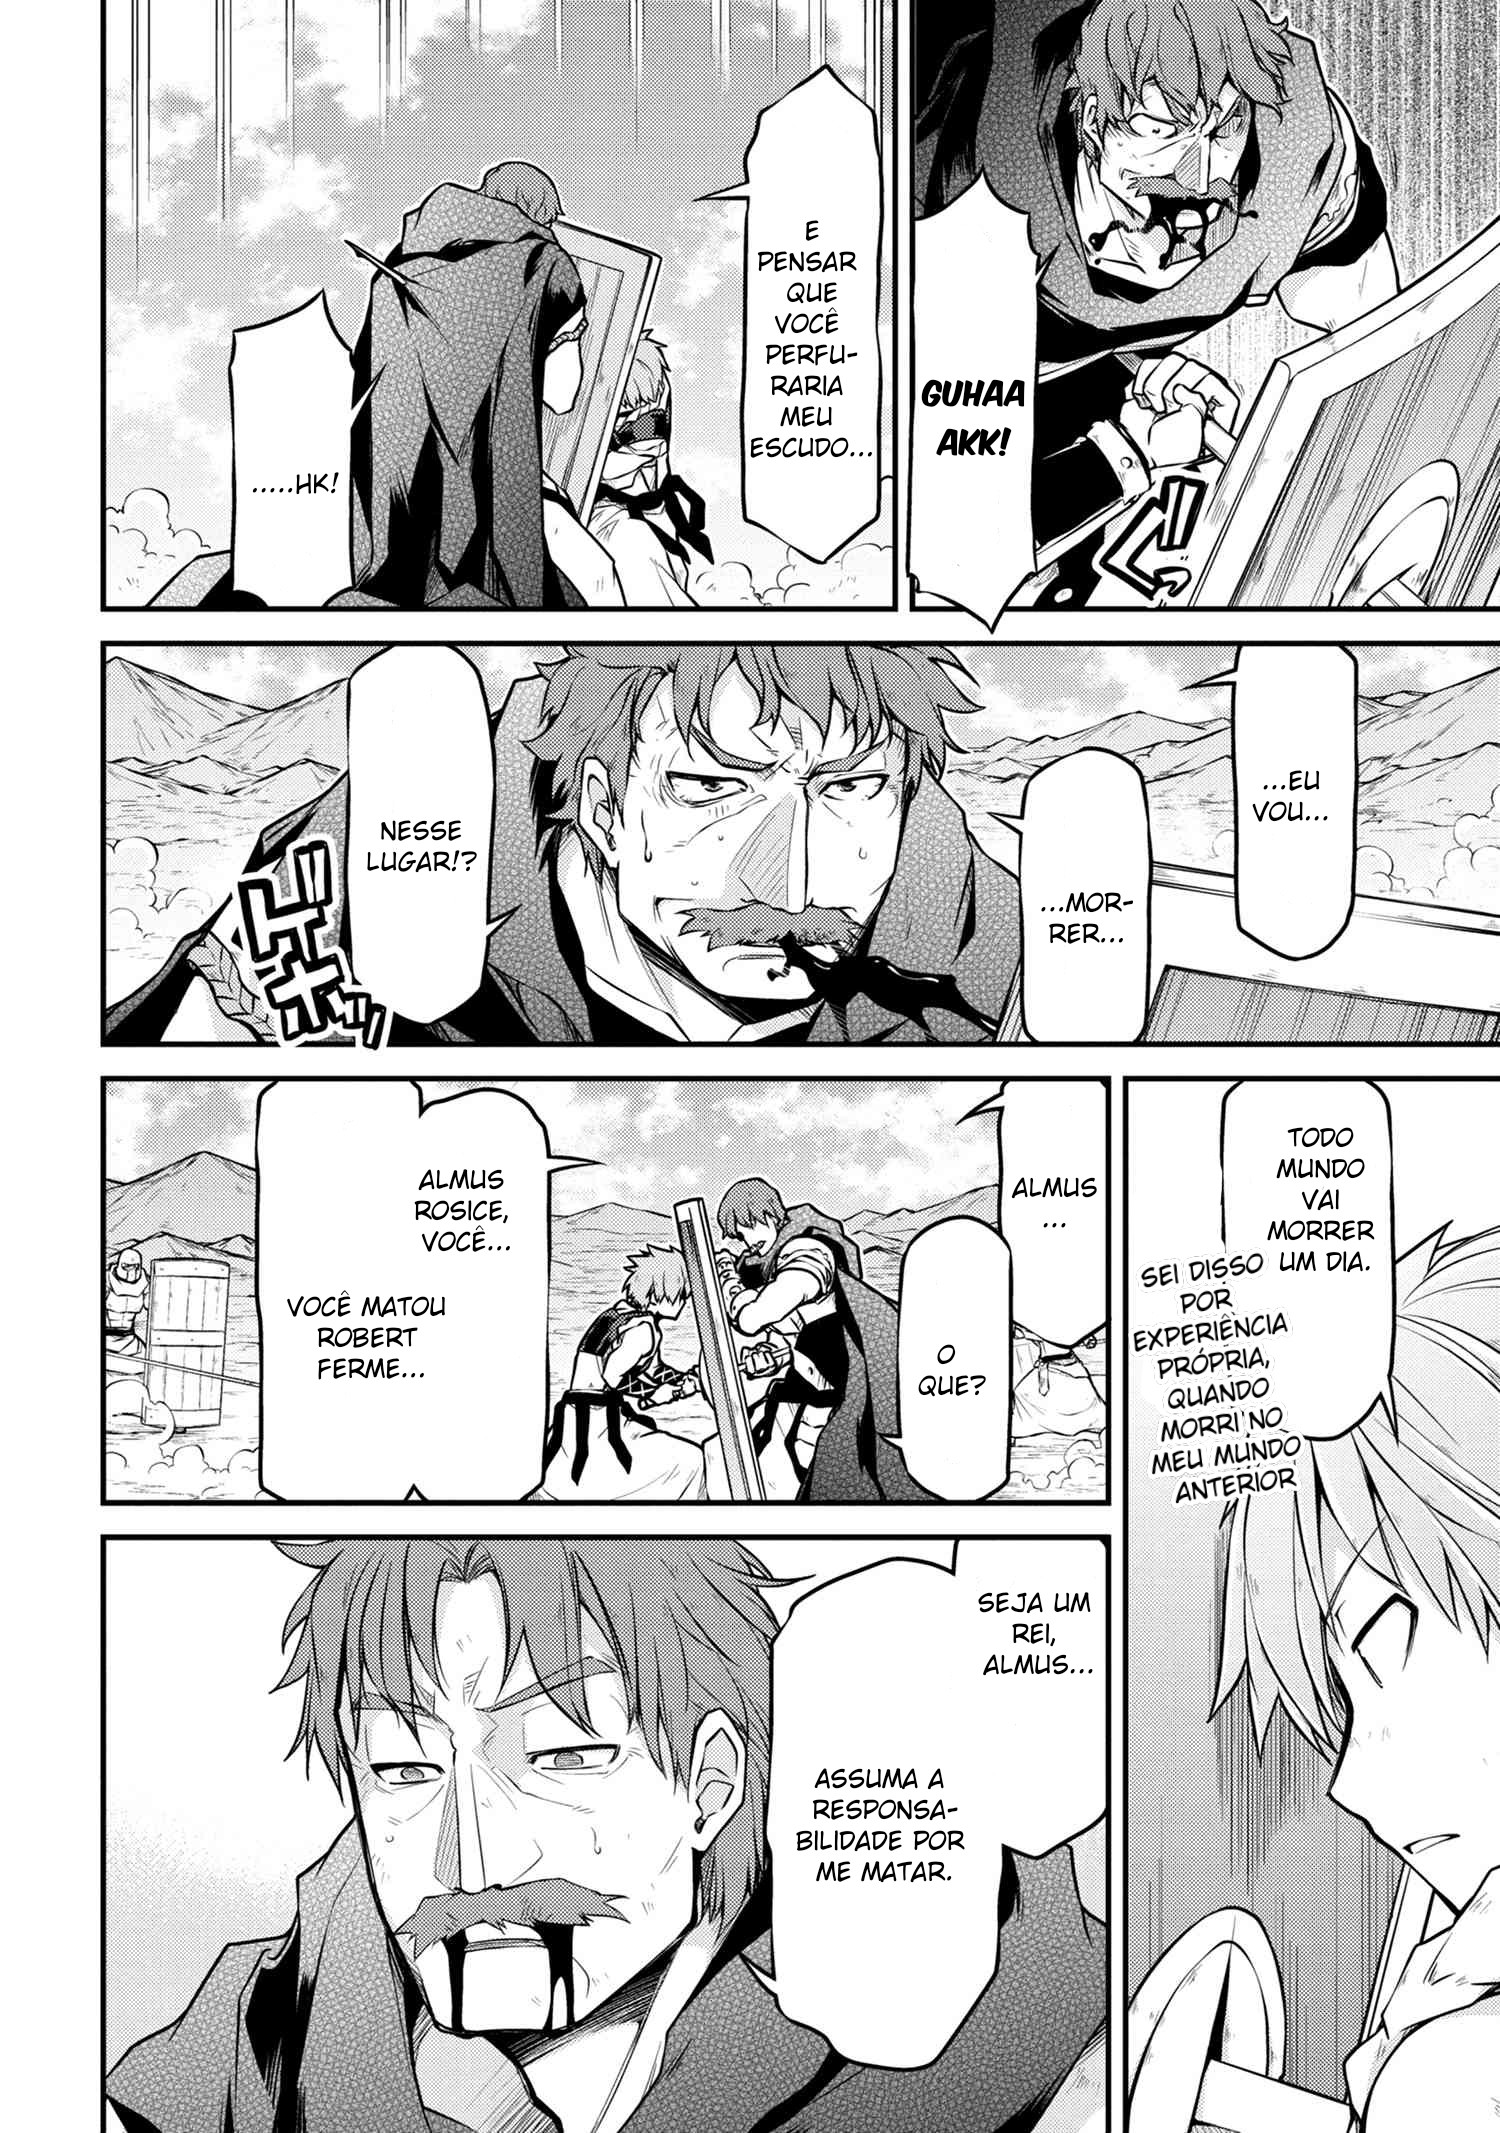 GUHAA
AKK!
E
PENSAR
QUE
VOCÊ
PERFU-
RARIA
MEU
ESCUDO...
.....HK!
...EU
VOU...
...MOR-
RER...
NESSE
LUGAR!?
TODO
MUNDO
VAI
MORRER
UM DIA.
SEI DISSO
POR
EXPERIÊNCIA
PRÓPRIA,
QUANDO
MORRI NO
MEU MUNDO
ANTERIOR
ALMUS
...
O
QUE?
ALMUS
ROSICE,
VOCÊ...
VOCÊ MATOU
ROBERT
FERME...
SEJA UM
REI,
ALMUS...
ASSUMA A
RESPONSA-
BILIDADE POR
ME MATAR.